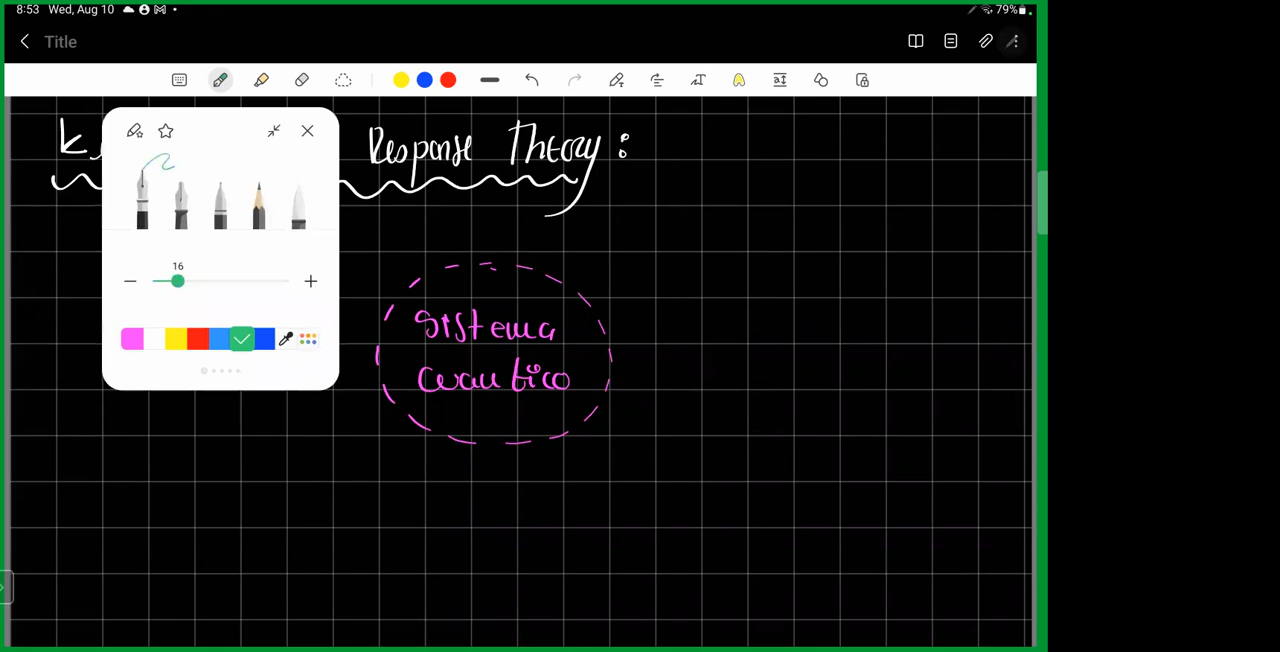 8:53 Wed, Aug 10
79%
Title
Response Theory :
16
Sistema
Cuantico